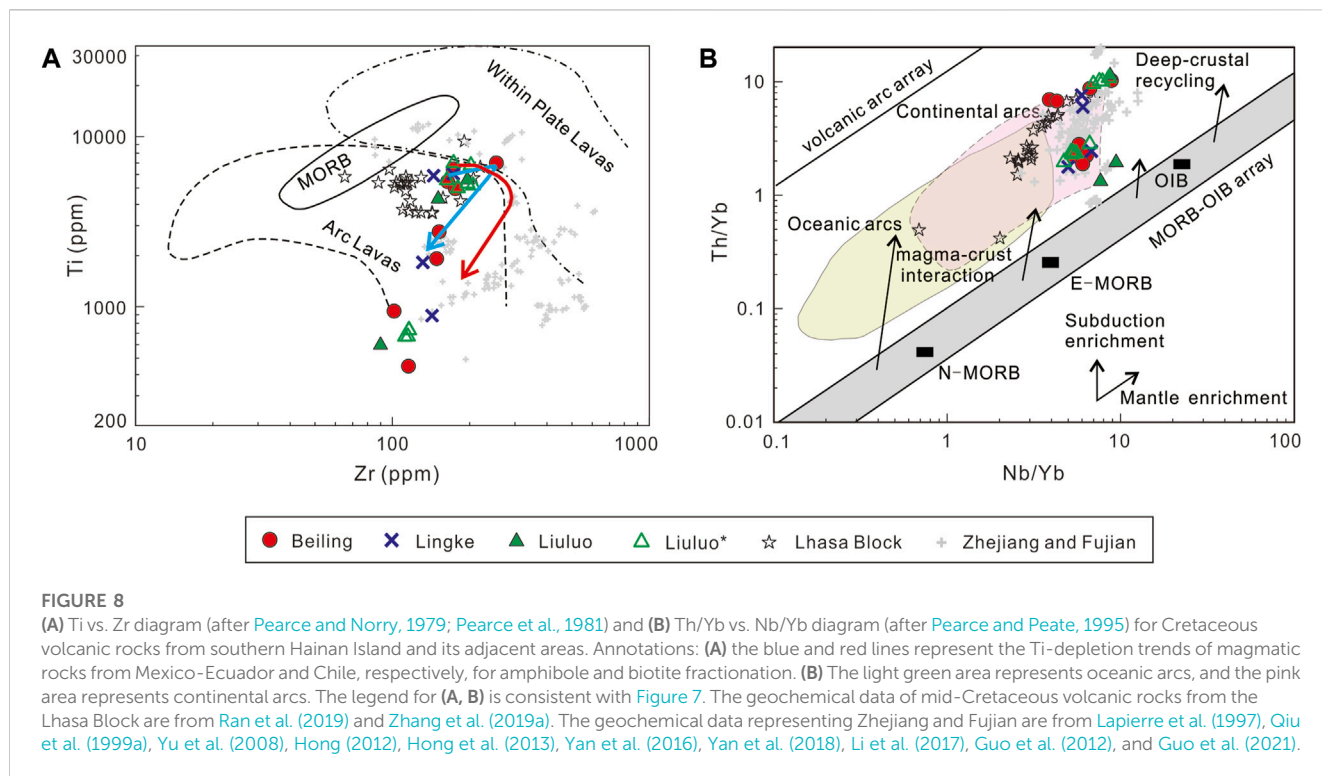 A
30000
10000
1000
200
Ti (ppm)
10
100
1000
Zr (ppm)
Within Plate Lavas
MORB
Arc Lavas
B
10
1
0.1
0.01
Th/Yb
0.1
1
10
100
Nb/Yb
volcanic arc array
Continental arcs
Deep-crustal
recycling
OIB
MORB-OIB array
Oceanic arcs
magma-crust
interaction
E-MORB
N-MORB
Subduction
enrichment
Mantle enrichment
Beiling Lingke Liuluo Liuluo* Lhasa Block Zhejiang and Fujian
FIGURE 8
(A) Ti vs. Zr diagram (after Pearce and Norry, 1979; Pearce et al., 1981) and (B) Th/Yb vs. Nb/Yb diagram (after Pearce and Peate, 1995) for Cretaceous
volcanic rocks from southern Hainan Island and its adjacent areas. Annotations: (A) the blue and red lines represent the Ti-depletion trends of magmatic
rocks from Mexico-Ecuador and Chile, respectively, for amphibole and biotite fractionation. (B) The light green area represents oceanic arcs, and the pink
area represents continental arcs. The legend for (A, B) is consistent with Figure 7. The geochemical data of mid-Cretaceous volcanic rocks from the
Lhasa Block are from Ran et al. (2019) and Zhang et al. (2019a). The geochemical data representing Zhejiang and Fujian are from Lapierre et al. (1997), Qiu
et al. (1999a), Yu et al. (2008), Hong (2012), Hong et al. (2013), Yan et al. (2016), Yan et al. (2018), Li et al. (2017), Guo et al. (2012), and Guo et al. (2021).